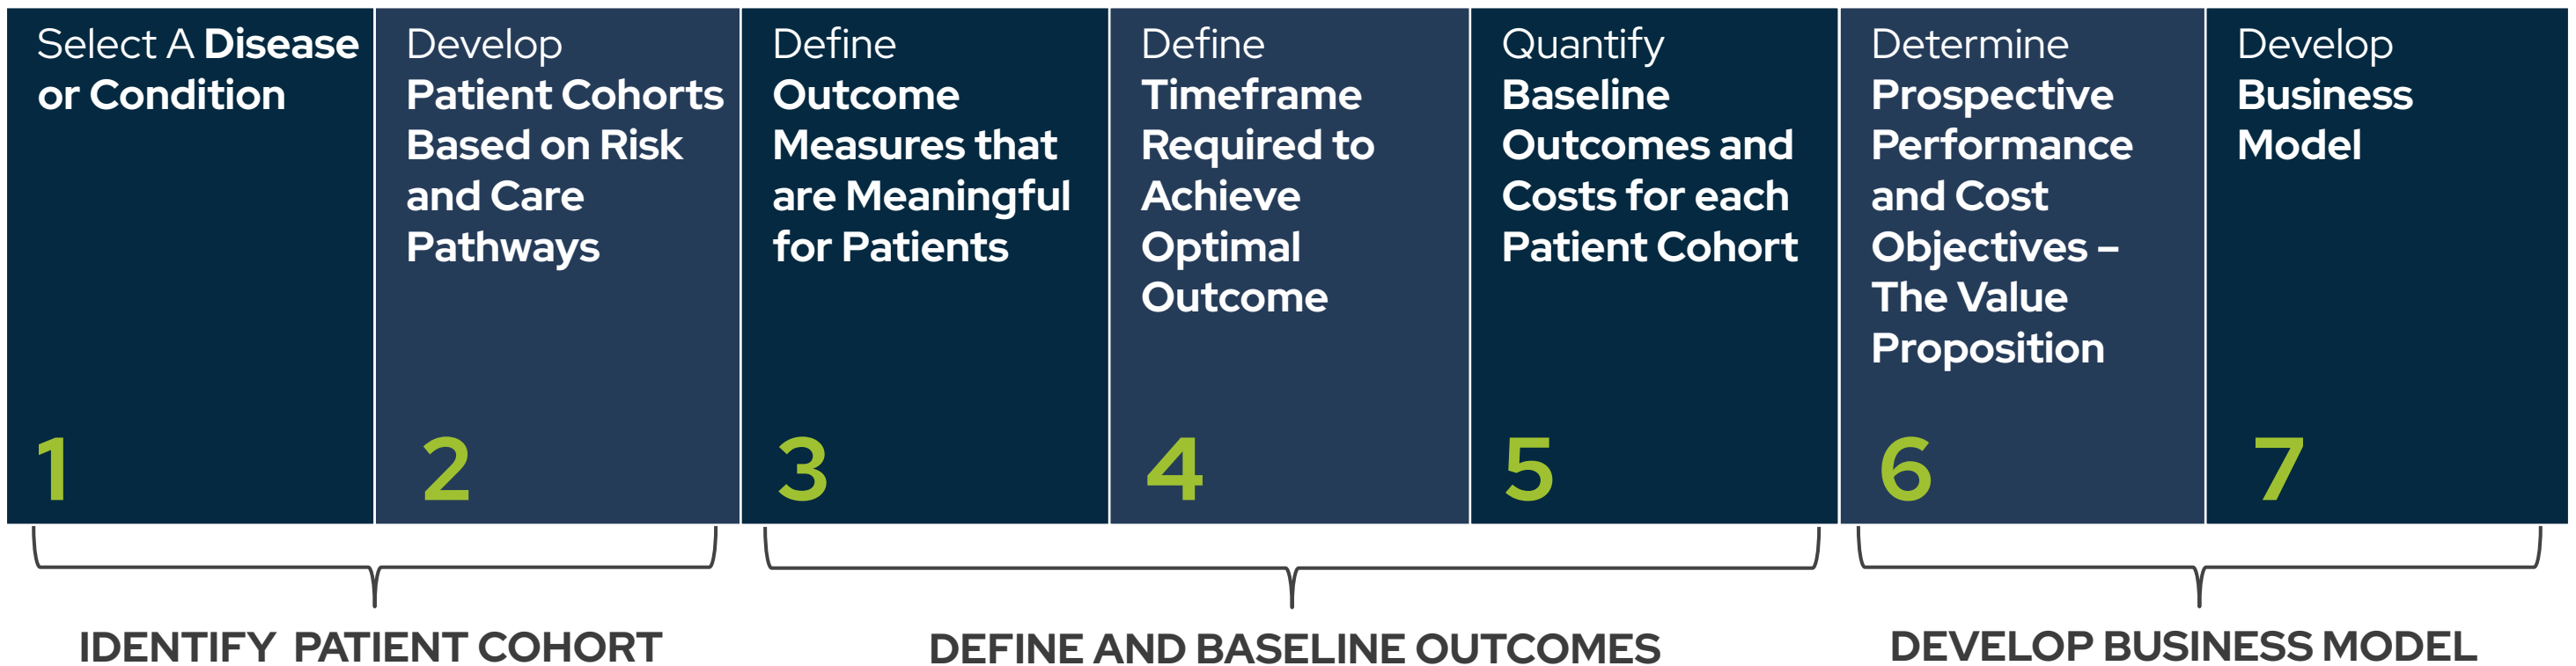 Select A Disease
or Condition
1
Develop
Patient Cohorts
Based on Risk
and Care
Pathways
2
Define
Outcome
Measures that
are Meaningful
for Patients
3
Define
Timeframe
Required to
Achieve
Optimal
Outcome
4
Quantify
Baseline
Outcomes and
Costs for each
Patient Cohort
5
Determine
Prospective
Performance
and Cost
Objectives –
The Value
Proposition
6
Develop
Business
Model
7
IDENTIFY PATIENT COHORT
DEFINE AND BASELINE OUTCOMES
DEVELOP BUSINESS MODEL